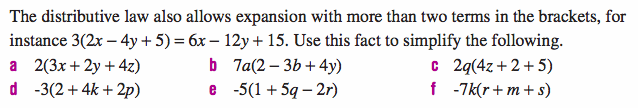 The distributive law also allows expansion with more than two terms in the brackets, for
instance 3(2x – 4y + 5) = 6x – 12y + 15. Use this fact to simplify the following.
a 2(3x + 2y + 4z) b 7a(2 – 3b + 4y) c 2q(4z + 2 + 5)
d -3(2 + 4k + 2p) e -5(1 + 5q – 2r) f -7k(r + m + s)